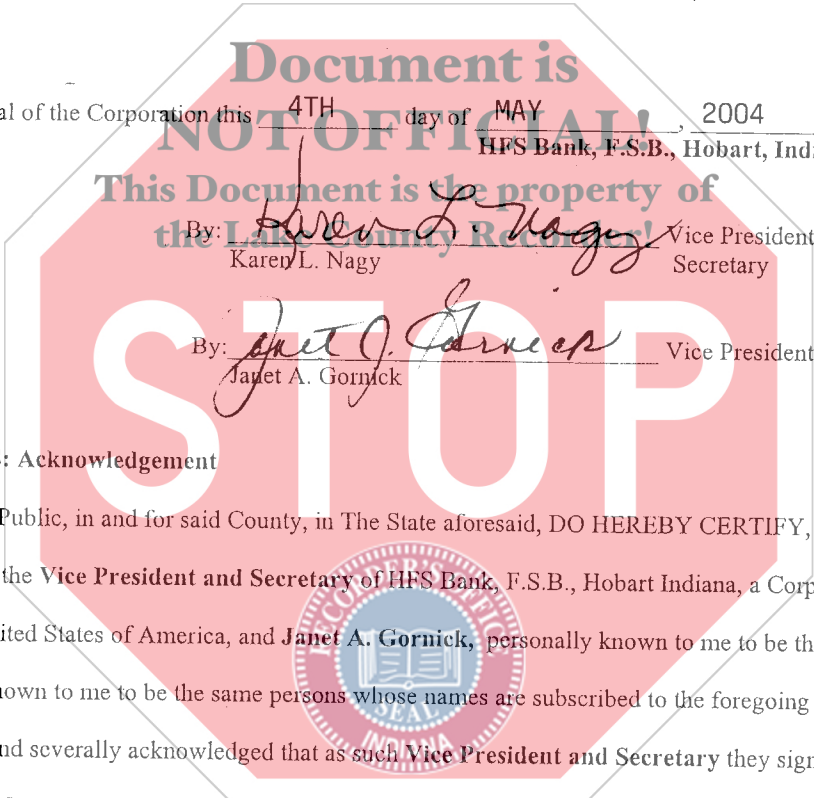 Document is
al of the Corporation this 4TH day of MAY, 2004
NOT OFFICIAL!
HFS Bank, F.S.B., Hobart, Indi
This Document is the property of
the Lake County Recorder!
By: Karen L. Nagy Vice President
Karen L. Nagy Secretary
By: Janet J. Gornick Vice President
Janet A. Gornick
STOP
: Acknowledgement
Public, in and for said County, in The State aforesaid, DO HEREBY CERTIFY,
the Vice President and Secretary of HFS Bank, F.S.B., Hobart Indiana, a Corp
ited States of America, and Janet A. Gornick, personally known to me to be th
nown to me to be the same persons whose names are subscribed to the foregoing
nd severally acknowledged that as such Vice President and Secretary they sign
RECORDER'S OFFICE
SEAL
INDIANA